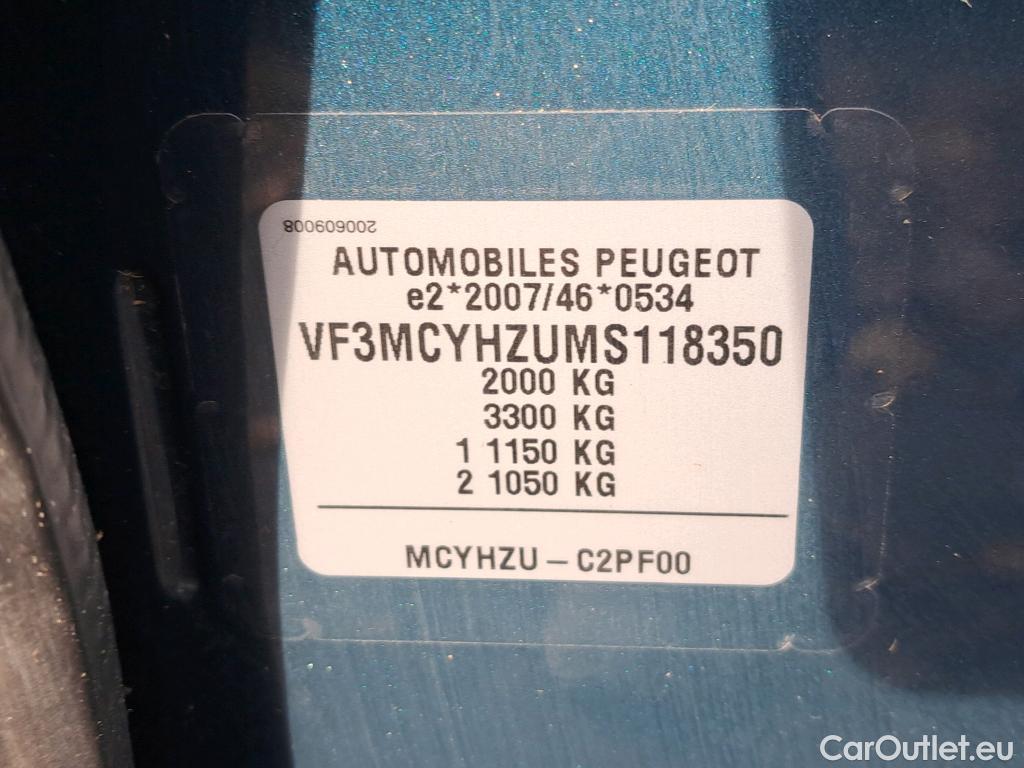 200609008
AUTOMOBILES PEUGEOT
e2*2007/46*0534
VF3MCYHZUMS118350
2000 KG
3300 KG
1 1150 KG
2 1050 KG
MCYHZU – C2PF00
CarOutlet.eu